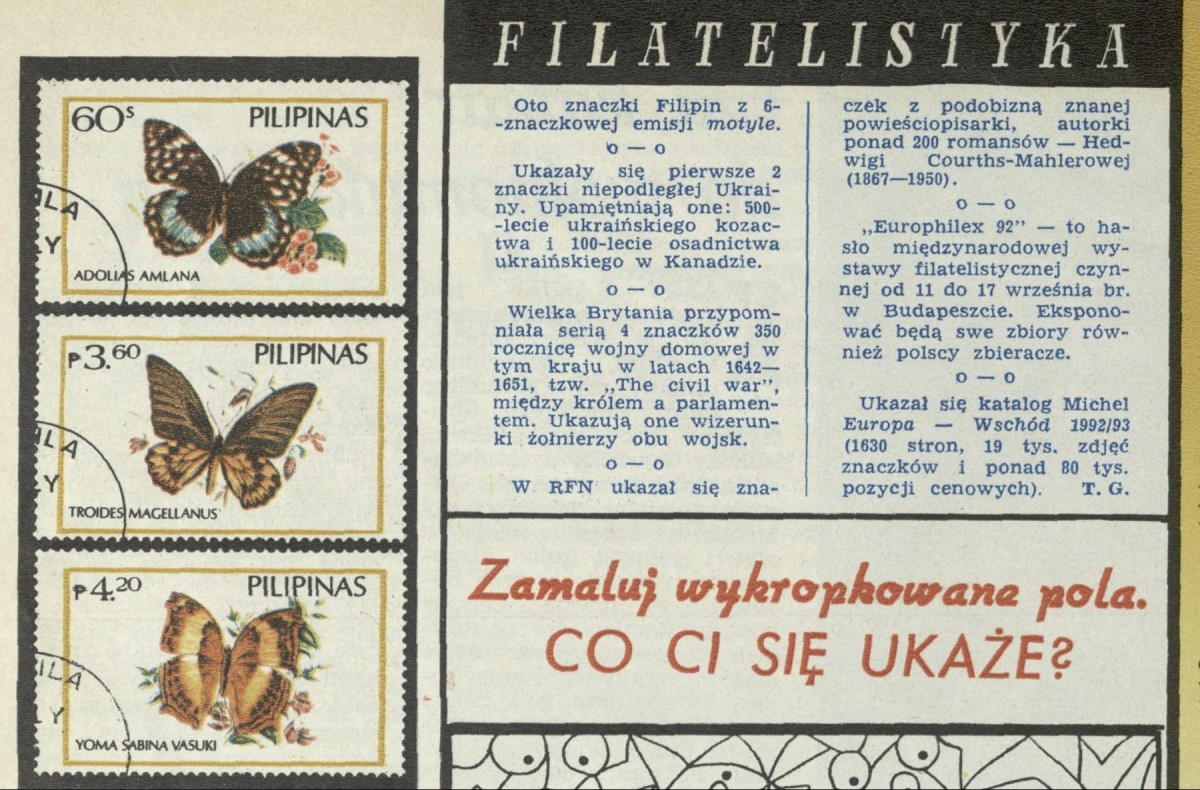 FILATELISTYKA
60s PILIPINAS
ILA
Y
ADOLIAS AMLANA
₱3.60 PILIPINAS
ILA
Y
TROIDES MAGELLANUS
₱4.20 PILIPINAS
ILA
Y
YOMA SABINA VASUKI
Oto znaczki Filipin z 6-
-znaczkowej emisji motyle.
o — o
Ukazały się pierwsze 2
znaczki niepodległej Ukrai-
ny. Upamiętniają one: 500-
-lecie ukraińskiego kozac-
twa i 100-lecie osadnictwa
ukraińskiego w Kanadzie.
o — o
Wielka Brytania przypom-
niała serią 4 znaczków 350
rocznicę wojny domowej w
tym kraju w latach 1642—
1651, tzw. „The civil war”,
między królem a parlamen-
tem. Ukazują one wizerun-
ki żołnierzy obu wojsk.
o — o
W RFN ukazał się zna-
czek z podobizną znanej
powieściopisarki, autorki
ponad 200 romansów — Hed-
wigi Courths-Mahlerowej
(1867—1950).
o — o
„Europhilex 92” — to ha-
sło międzynarodowej wy-
stawy filatelistycznej czyn-
nej od 11 do 17 września br.
w Budapeszcie. Ekspono-
wać będą swe zbiory rów-
nież polscy zbieracze.
o — o
Ukazał się katalog Michel
Europa — Wschód 1992/93
(1630 stron, 19 tys. zdjęć
znaczków i ponad 80 tys.
pozycji cenowych). T. G.
Zamaluj wykropkowane pola.
CO CI SIĘ UKAŻE?